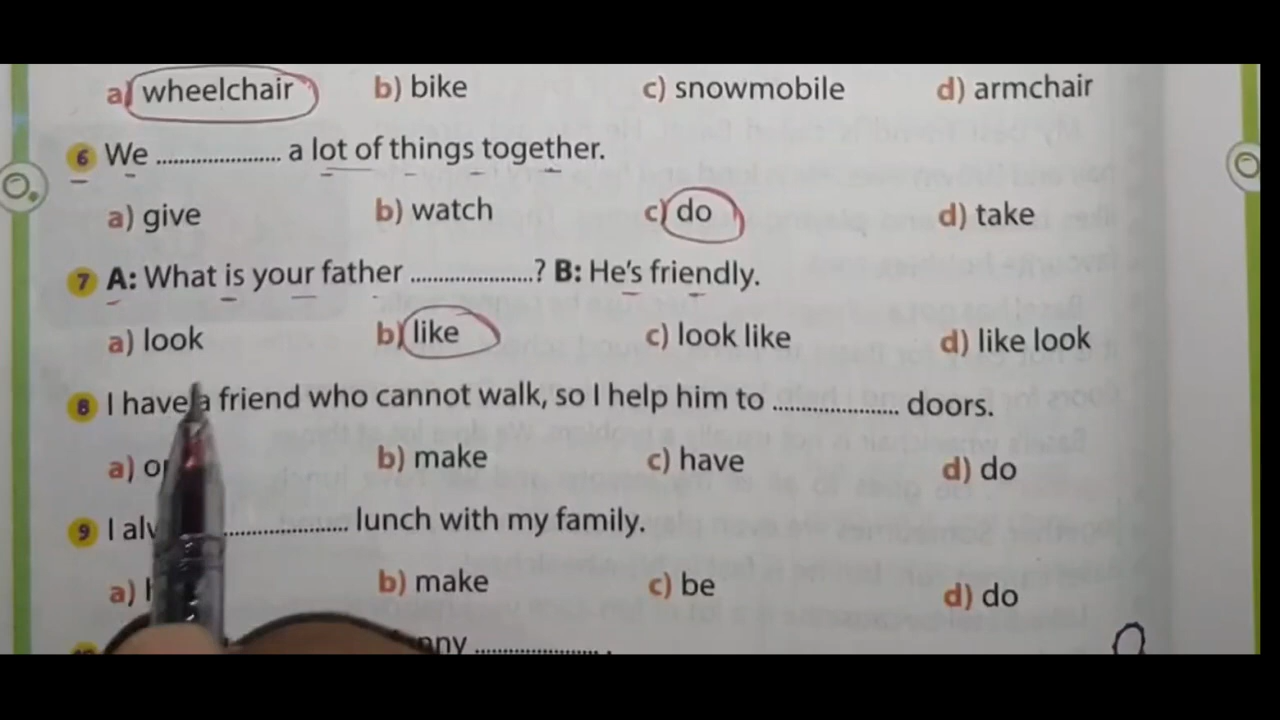 a) wheelchair b) bike c) snowmobile d) armchair
6 We .................... a lot of things together.
a) give b) watch c) do d) take
7 A: What is your father ....................? B: He's friendly.
a) look b) like c) look like d) like look
8 I have a friend who cannot walk, so I help him to .................... doors.
a) b) make c) have d) do
9 I .................... lunch with my family.
a) b) make c) be d) do
.................... .